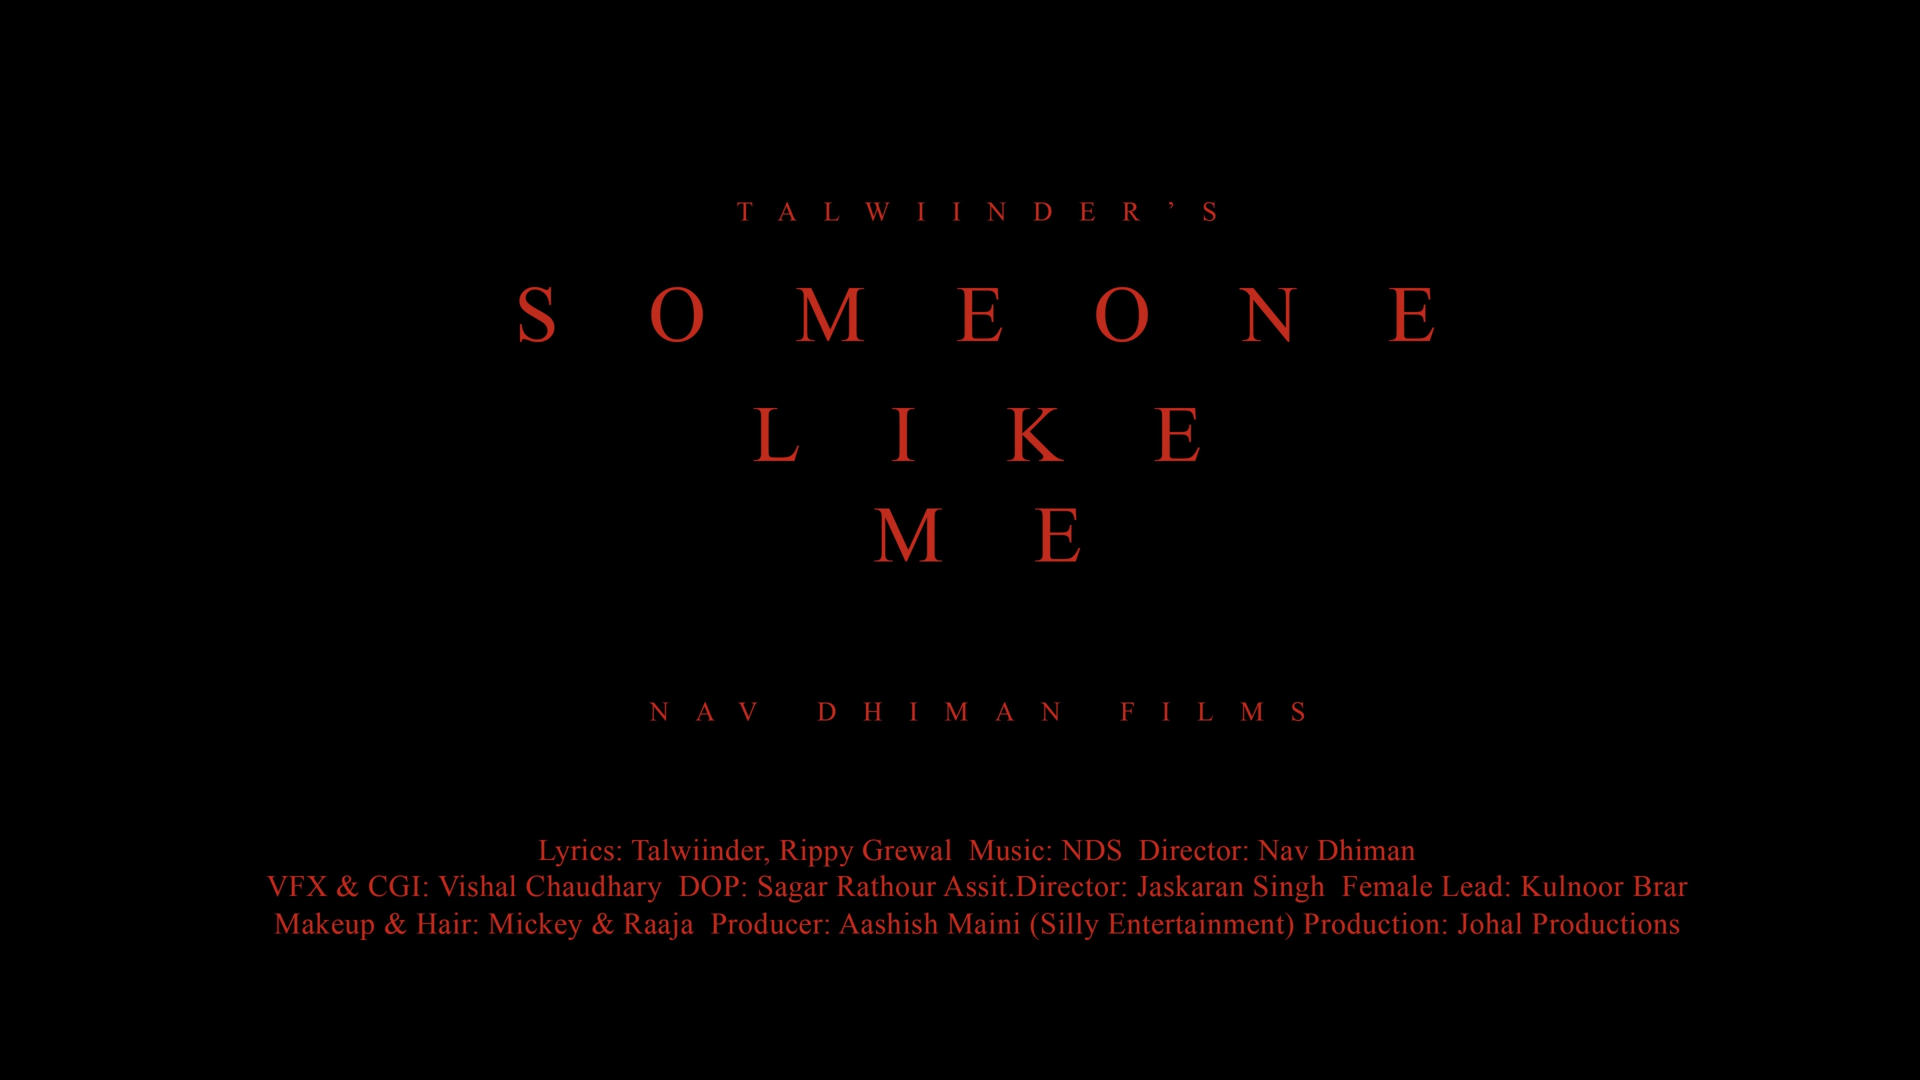 TALWIINDER’S
SOMEONE
LIKE
ME
NAV DHIMAN FILMS
Lyrics: Talwiinder, Rippy Grewal  Music: NDS  Director: Nav Dhiman
VFX & CGI: Vishal Chaudhary  DOP: Sagar Rathour Assit.Director: Jaskaran Singh  Female Lead: Kulnoor Brar
Makeup & Hair: Mickey & Raaja  Producer: Aashish Maini (Silly Entertainment) Production: Johal Productions